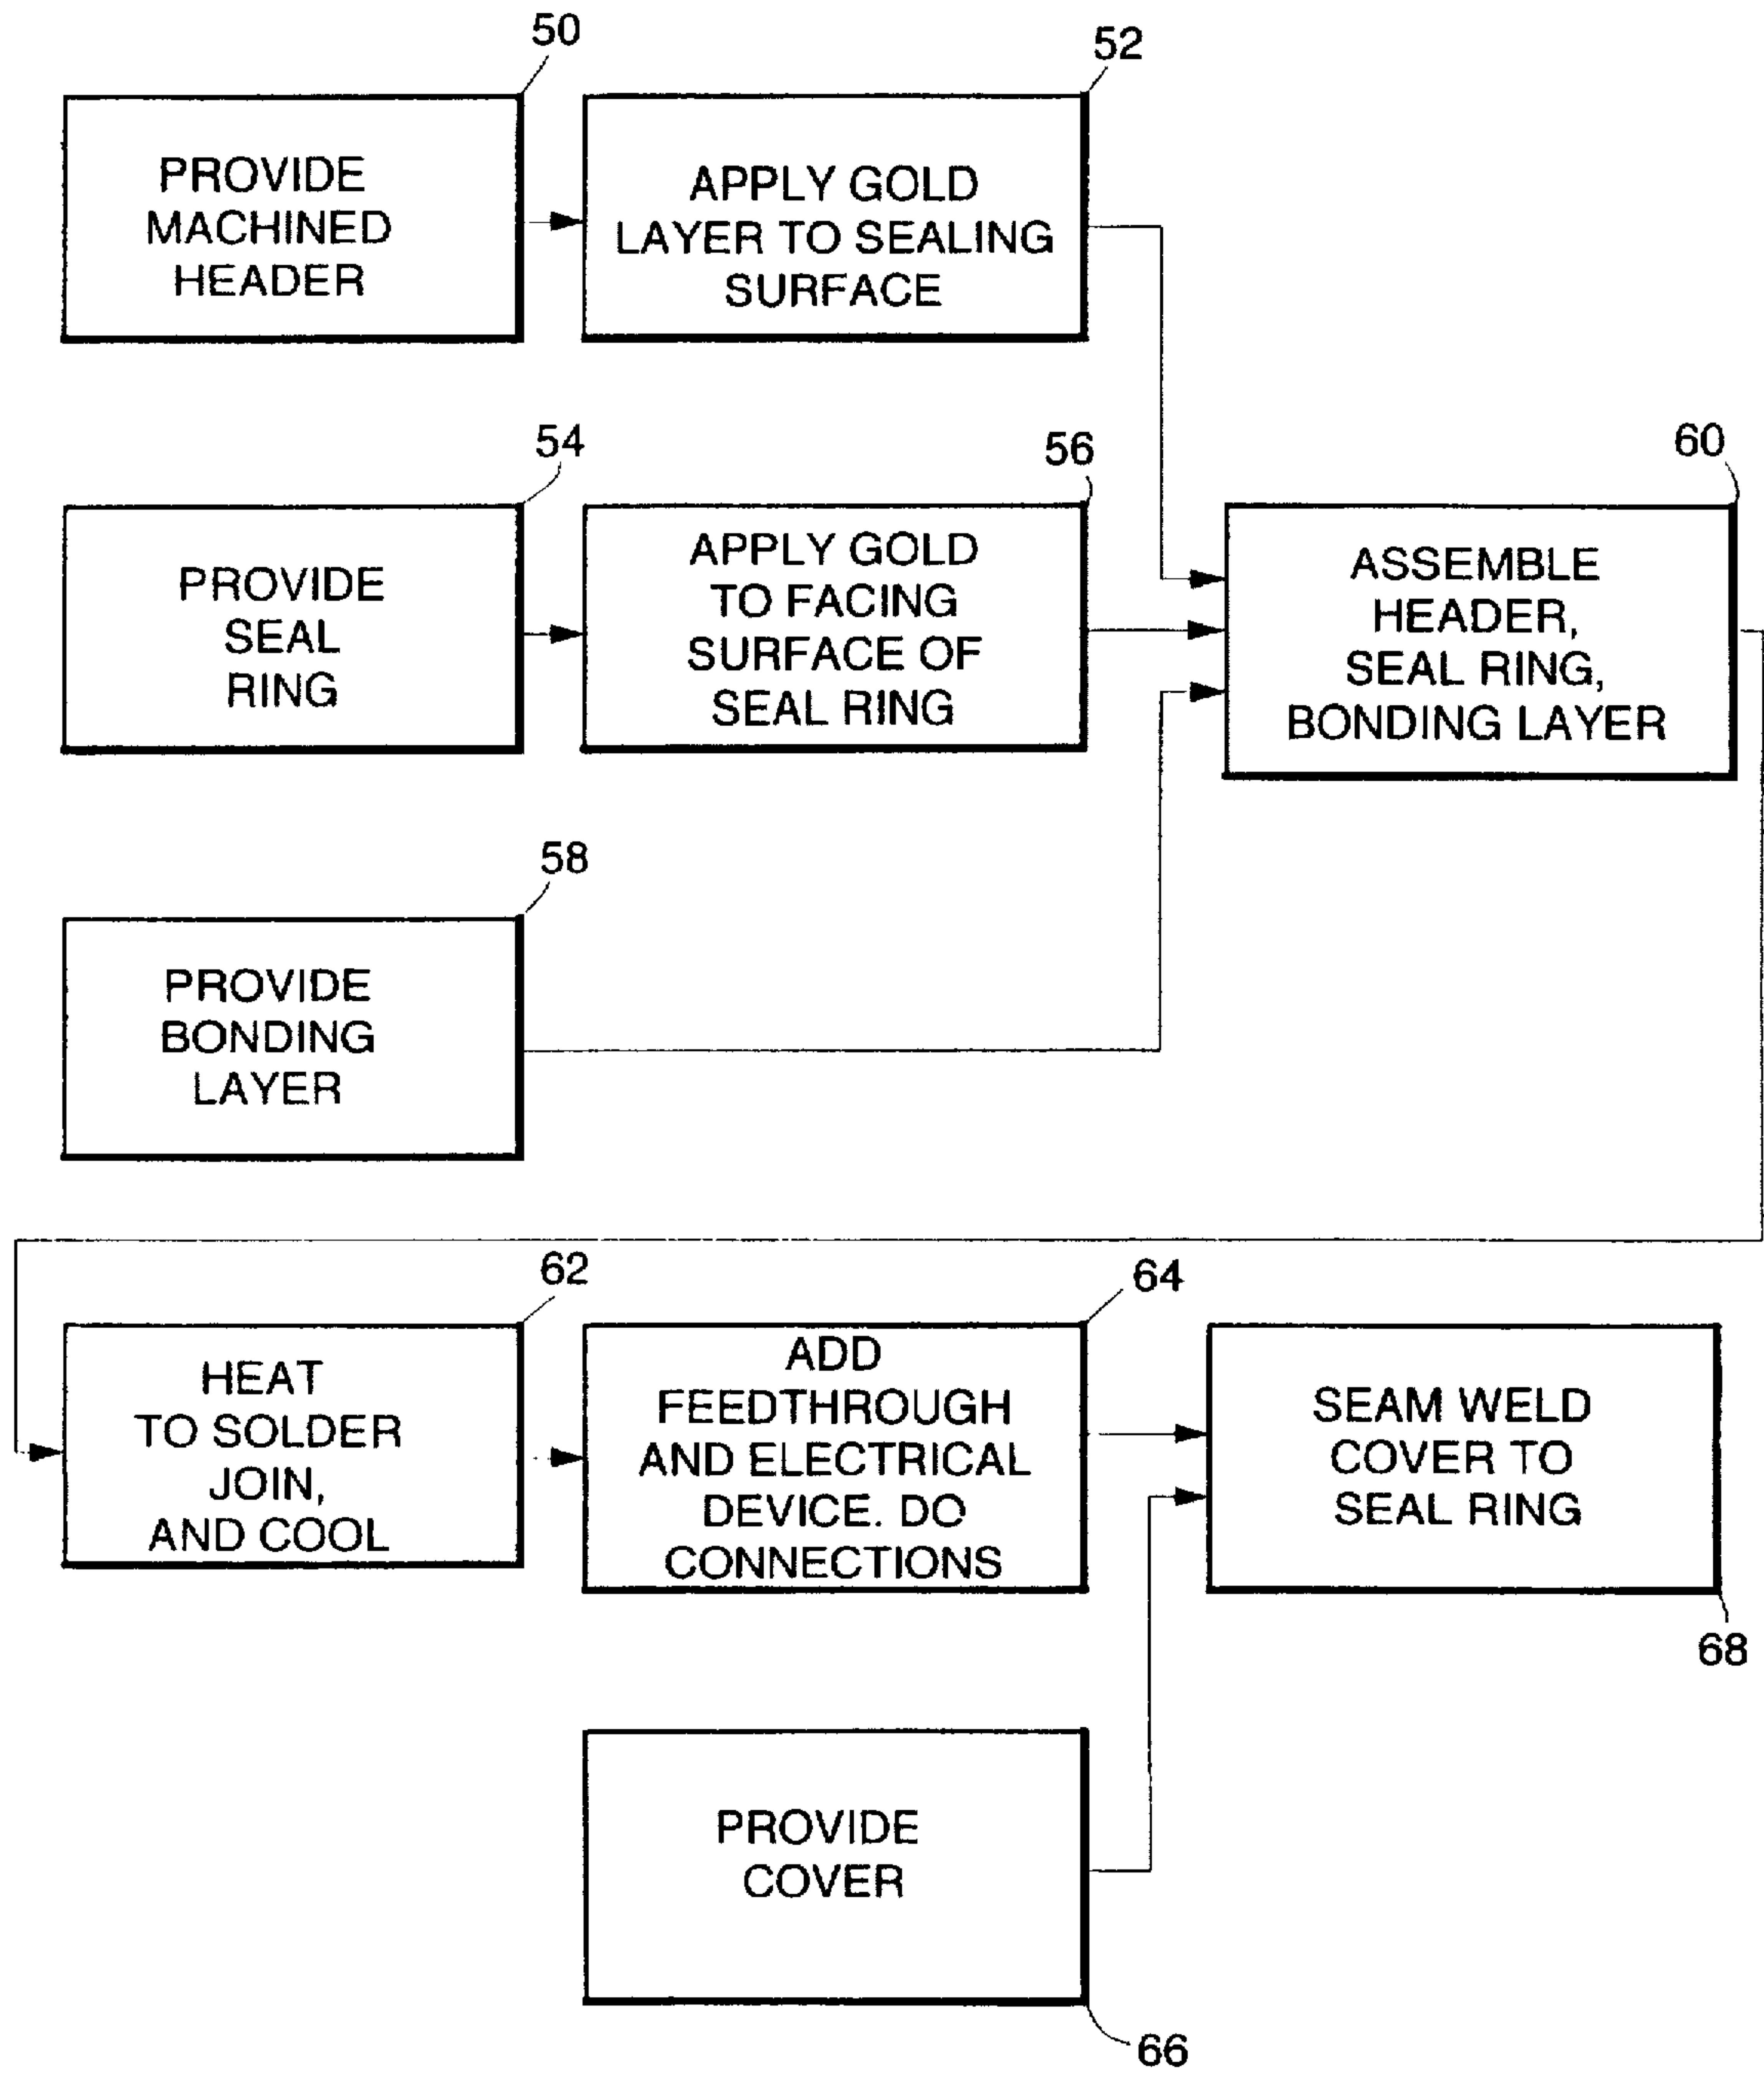 50
PROVIDE
MACHINED
HEADER
52
APPLY GOLD
LAYER TO SEALING
SURFACE
54
PROVIDE
SEAL
RING
56
APPLY GOLD
TO FACING
SURFACE OF
SEAL RING
60
ASSEMBLE
HEADER,
SEAL RING,
BONDING LAYER
58
PROVIDE
BONDING
LAYER
62
HEAT
TO SOLDER
JOIN,
AND COOL
64
ADD
FEEDTHROUGH
AND ELECTRICAL
DEVICE. DO
CONNECTIONS
SEAM WELD
COVER TO
SEAL RING
68
PROVIDE
COVER
66